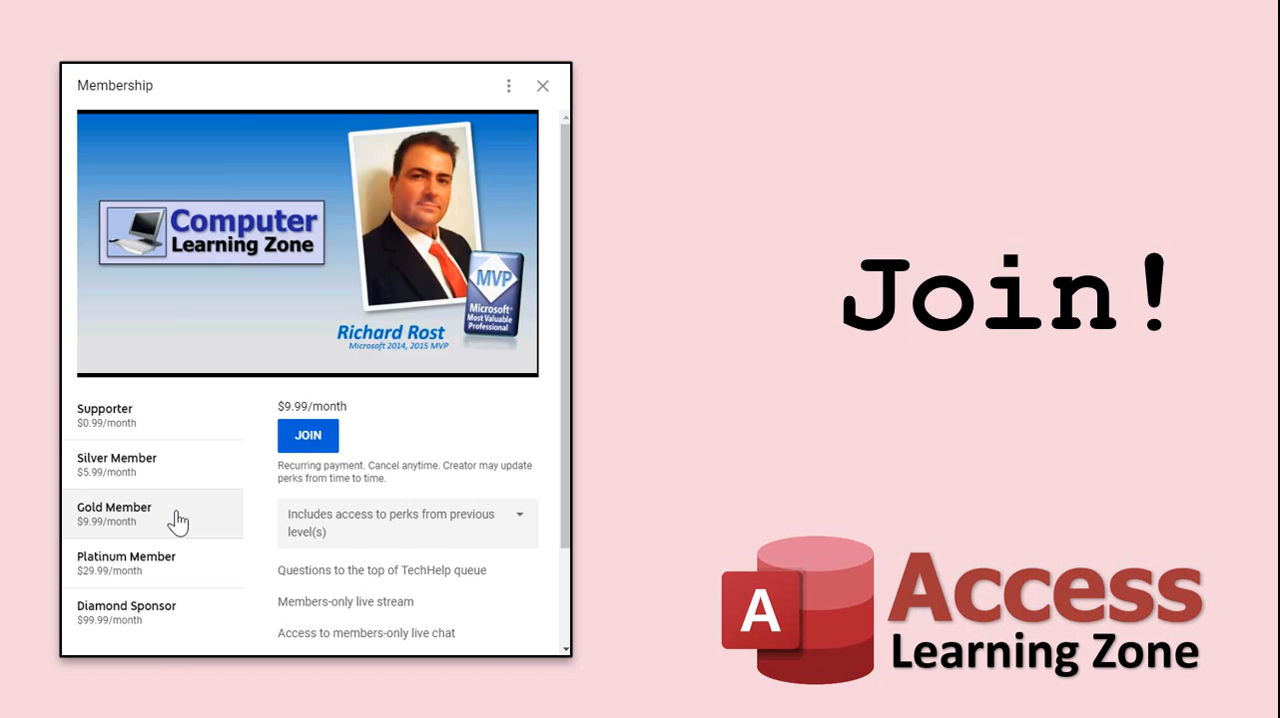 Membership
Computer
Learning Zone
MVP
Microsoft®
Most Valuable
Professional
Richard Rost
Microsoft 2014, 2015 MVP
Supporter
$0.99/month
Silver Member
$5.99/month
Gold Member
$9.99/month
Platinum Member
$29.99/month
Diamond Sponsor
$99.99/month
$9.99/month
JOIN
Recurring payment. Cancel anytime. Creator may update
perks from time to time.
Includes access to perks from previous
level(s)
Questions to the top of TechHelp queue
Members-only live stream
Access to members-only live chat
Join!
A
Access
Learning Zone